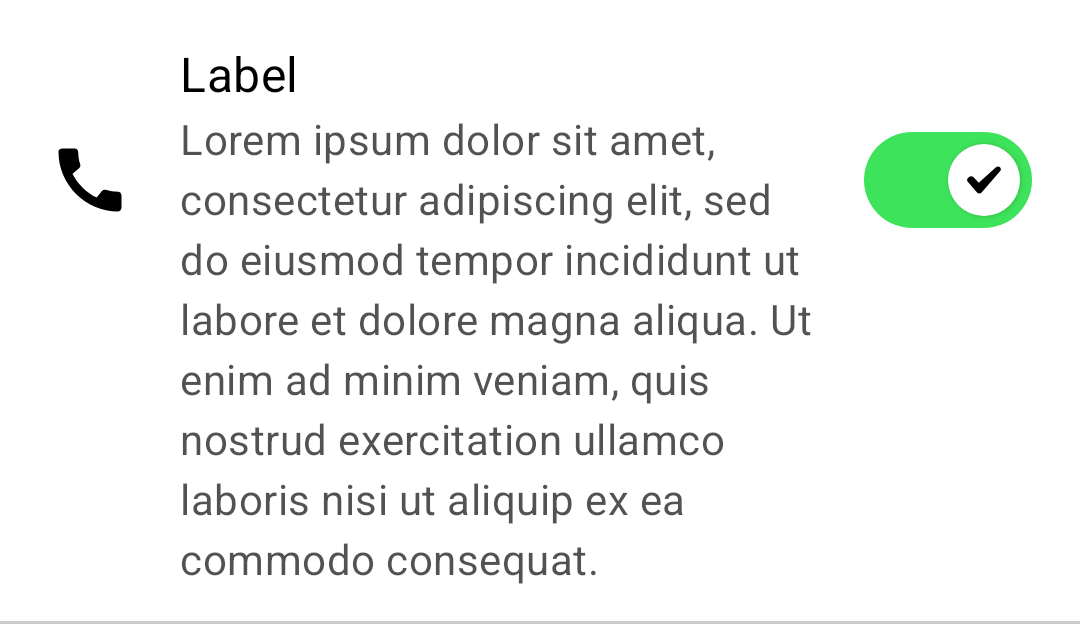 Label
Lorem ipsum dolor sit amet,
consectetur adipiscing elit, sed
do eiusmod tempor incididunt ut
labore et dolore magna aliqua. Ut
enim ad minim veniam, quis
nostrud exercitation ullamco
laboris nisi ut aliquip ex ea
commodo consequat.